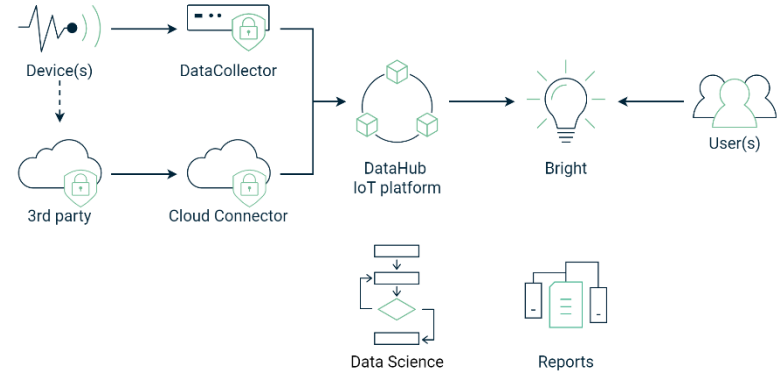 Device(s)
DataCollector
3rd party
Cloud Connector
DataHub
IoT platform
Bright
User(s)
Data Science
Reports